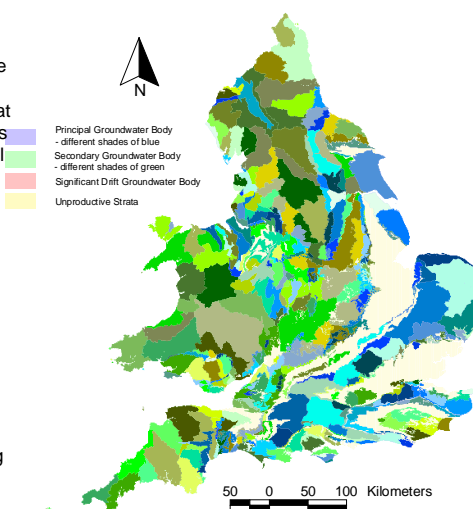 e
at
s
l
g
N
Principal Groundwater Body
- different shades of blue
Secondary Groundwater Body
- different shades of green
Significant Drift Groundwater Body
Unproductive Strata
50 0 50 100 Kilometers